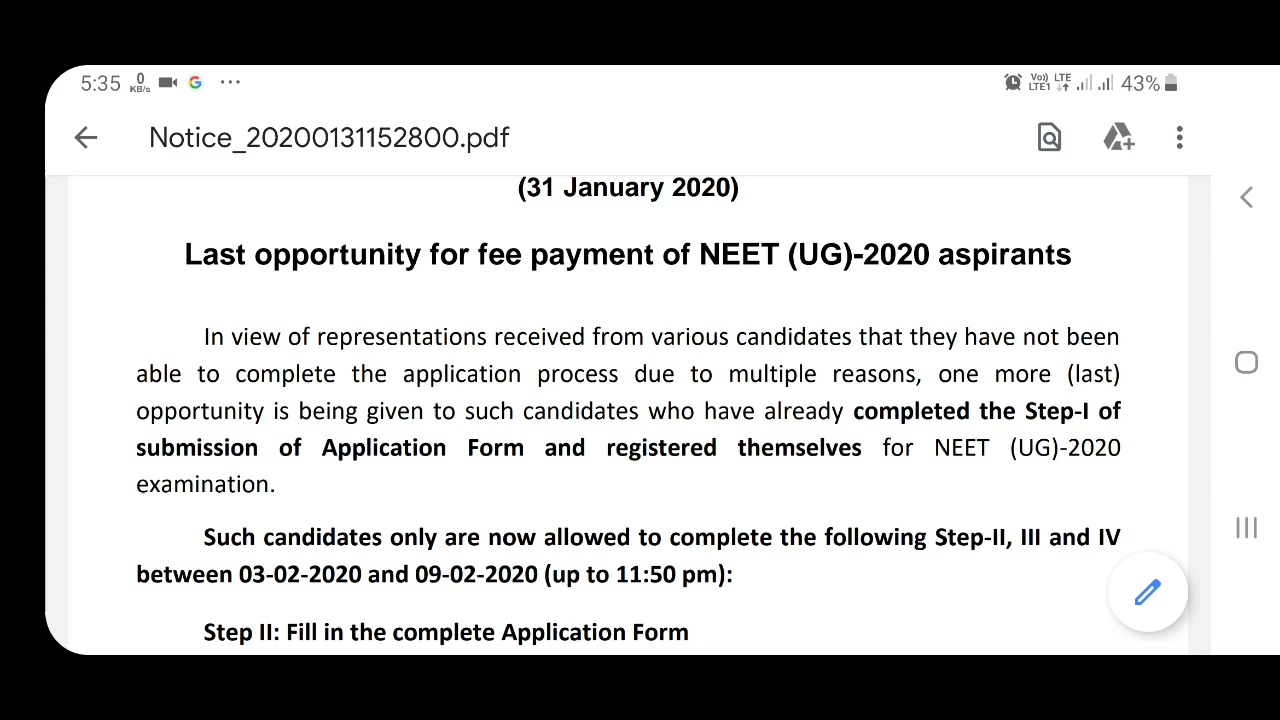 5:35 0 KB/s G ... Vo)) LTE LTE1 43%
Notice_20200131152800.pdf
(31 January 2020)
Last opportunity for fee payment of NEET (UG)-2020 aspirants
In view of representations received from various candidates that they have not been
able to complete the application process due to multiple reasons, one more (last)
opportunity is being given to such candidates who have already completed the Step-I of
submission of Application Form and registered themselves for NEET (UG)-2020
examination.
Such candidates only are now allowed to complete the following Step-II, III and IV
between 03-02-2020 and 09-02-2020 (up to 11:50 pm):
Step II: Fill in the complete Application Form